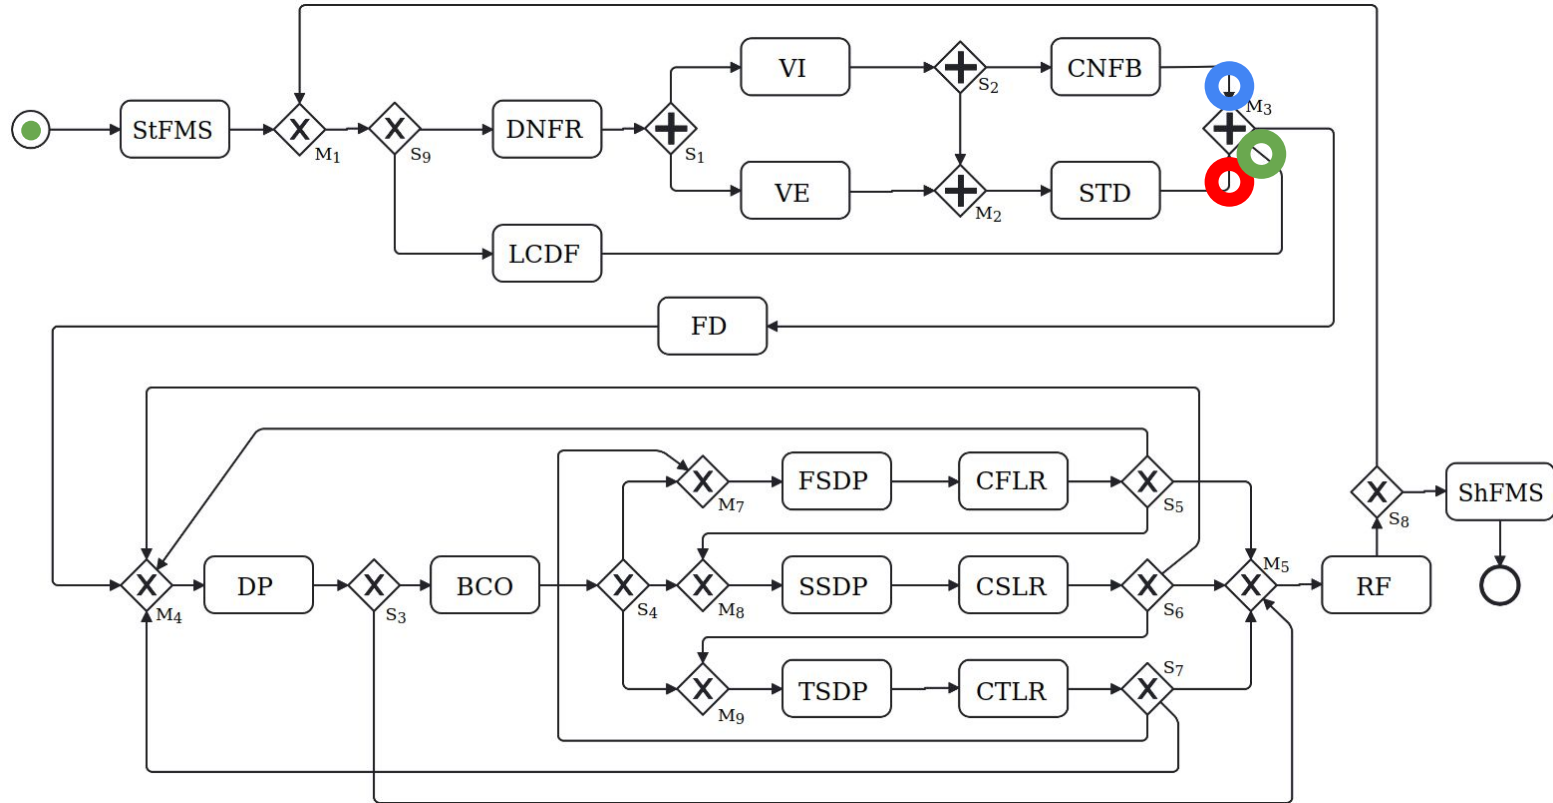 VI
CNFB
S2
M3
StFMS
X
M1
X
S9
DNFR
S1
VE
M2
STD
LCDF
FD
FSDP
CFLR
X
M7
X
S5
X
S8
ShFMS
X
M4
DP
X
S3
BCO
X
S4
X
M8
SSDP
CSLR
X
S6
M5
X
RF
X
M9
TSDP
CTLR
X
S7